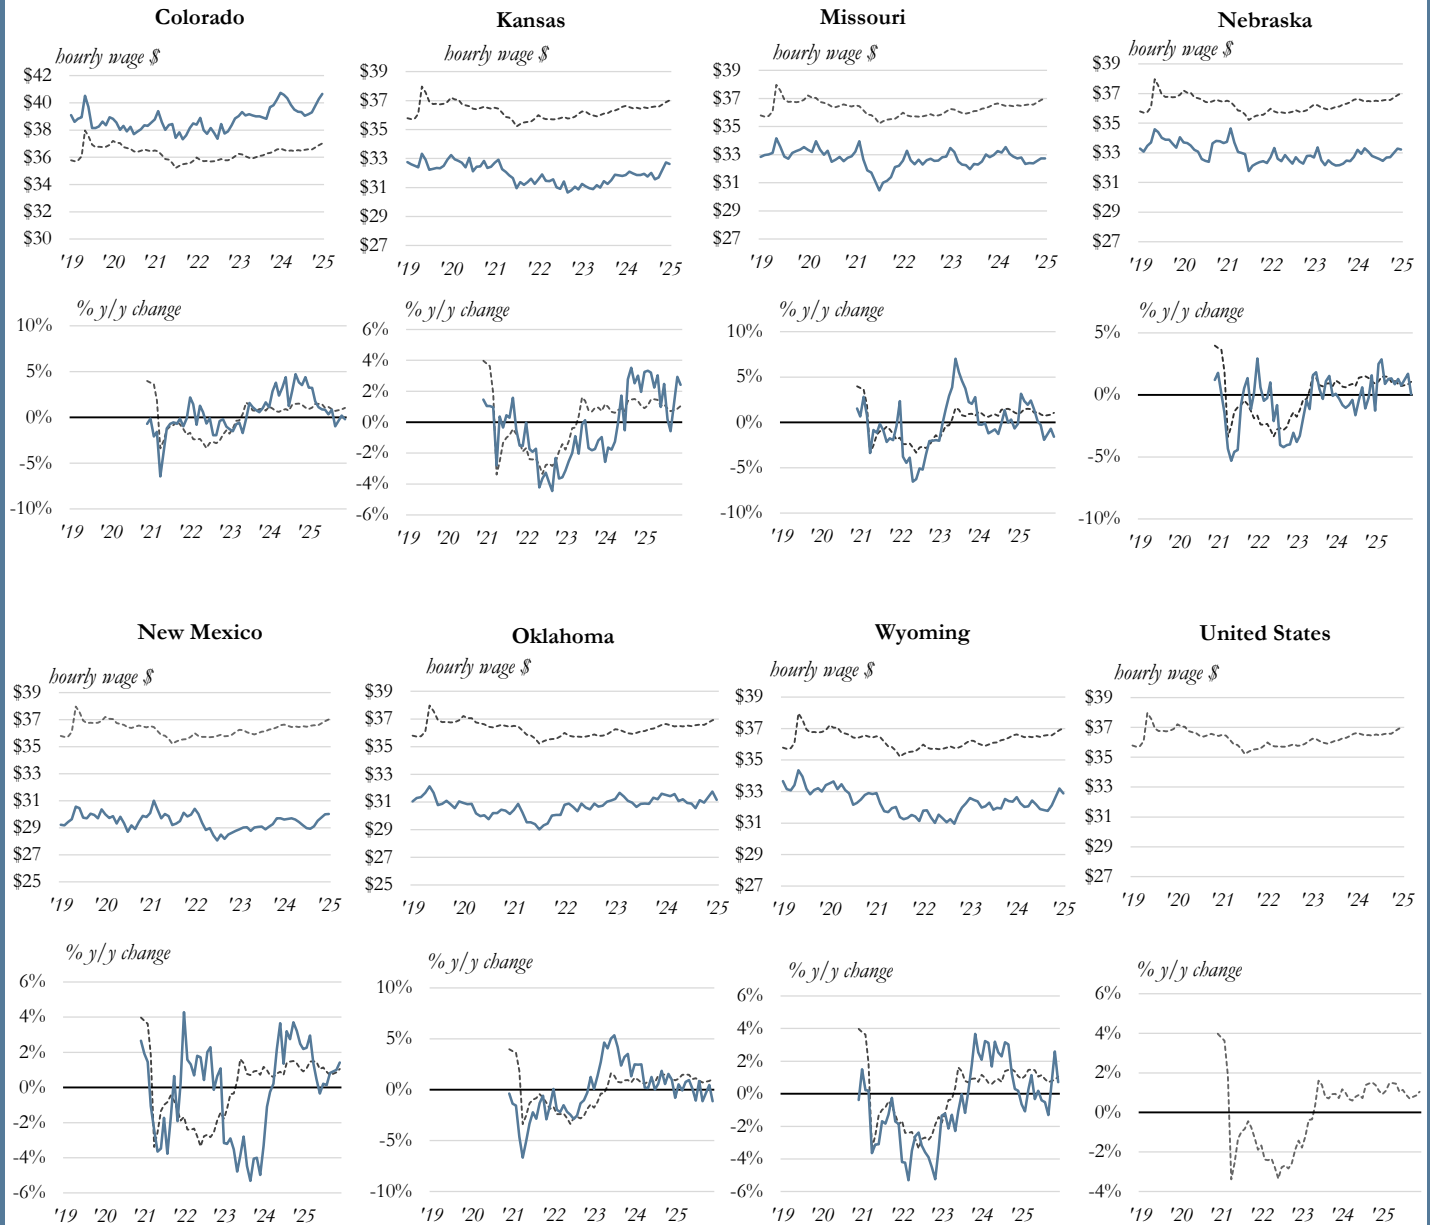 Colorado
hourly wage $
$42
$40
$38
$36
$34
$32
$30
'19 '20 '21 '22 '23 '24 '25
% y/y change
10%
5%
0%
-5%
-10%
'19 '20 '21 '22 '23 '24 '25
Kansas
hourly wage $
$39
$37
$35
$33
$31
$29
$27
'19 '20 '21 '22 '23 '24 '25
% y/y change
6%
4%
2%
0%
-2%
-4%
-6%
'19 '20 '21 '22 '23 '24 '25
Missouri
hourly wage $
$39
$37
$35
$33
$31
$29
$27
'19 '20 '21 '22 '23 '24 '25
% y/y change
10%
5%
0%
-5%
-10%
'19 '20 '21 '22 '23 '24 '25
Nebraska
hourly wage $
$39
$37
$35
$33
$31
$29
$27
'19 '20 '21 '22 '23 '24 '25
% y/y change
5%
0%
-5%
-10%
'19 '20 '21 '22 '23 '24 '25
New Mexico
hourly wage $
$39
$37
$35
$33
$31
$29
$27
$25
'19 '20 '21 '22 '23 '24 '25
% y/y change
6%
4%
2%
0%
-2%
-4%
-6%
'19 '20 '21 '22 '23 '24 '25
Oklahoma
hourly wage $
$39
$37
$35
$33
$31
$29
$27
$25
'19 '20 '21 '22 '23 '24 '25
% y/y change
10%
5%
0%
-5%
-10%
'19 '20 '21 '22 '23 '24 '25
Wyoming
hourly wage $
$39
$37
$35
$33
$31
$29
$27
'19 '20 '21 '22 '23 '24 '25
% y/y change
6%
4%
2%
0%
-2%
-4%
-6%
'19 '20 '21 '22 '23 '24 '25
United States
hourly wage $
$39
$37
$35
$33
$31
$29
$27
'19 '20 '21 '22 '23 '24 '25
% y/y change
6%
4%
2%
0%
-2%
-4%
'19 '20 '21 '22 '23 '24 '25